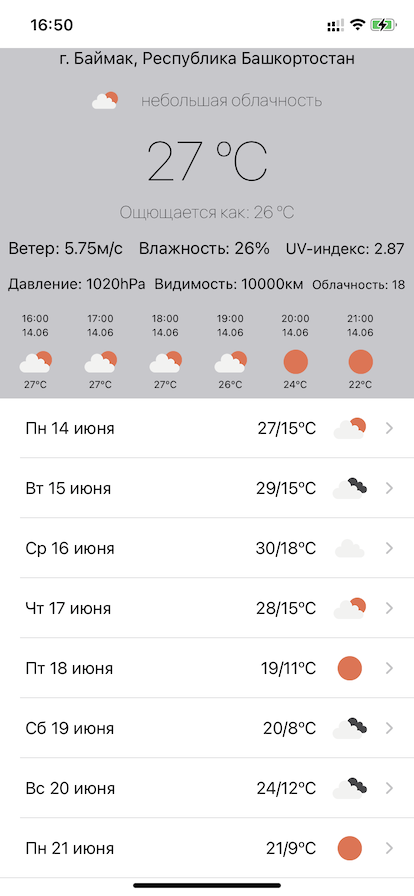 16:50
г. Баймак, Республика Башкортостан
небольшая облачность
27 °C
Ощющается как: 26 °C
Ветер: 5.75м/с Влажность: 26% UV-индекс: 2.87
Давление: 1020hPa Видимость: 10000км Облачность: 18
16:00 17:00 18:00 19:00 20:00 21:00
14.06 14.06 14.06 14.06 14.06 14.06
27°C 27°C 27°C 26°C 24°C 22°C
Пн 14 июня 27/15°C
Вт 15 июня 29/15°C
Ср 16 июня 30/18°C
Чт 17 июня 28/15°C
Пт 18 июня 19/11°C
Сб 19 июня 20/8°C
Вс 20 июня 24/12°C
Пн 21 июня 21/9°C